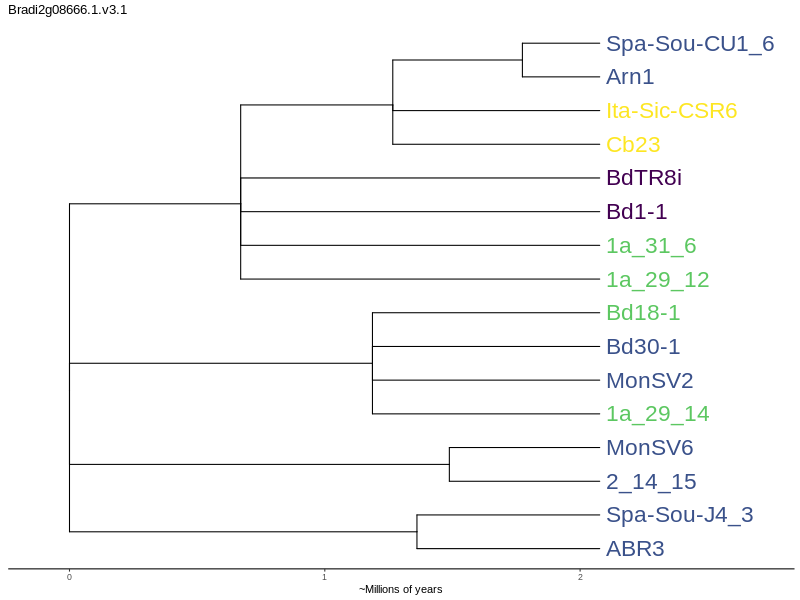 Bradi2g08666.1.v3.1
Spa-Sou-CU1_6
Arn1
Ita-Sic-CSR6
Cb23
BdTR8i
Bd1-1
1a_31_6
1a_29_12
Bd18-1
Bd30-1
MonSV2
1a_29_14
MonSV6
2_14_15
Spa-Sou-J4_3
ABR3
0 1 2
~Millions of years